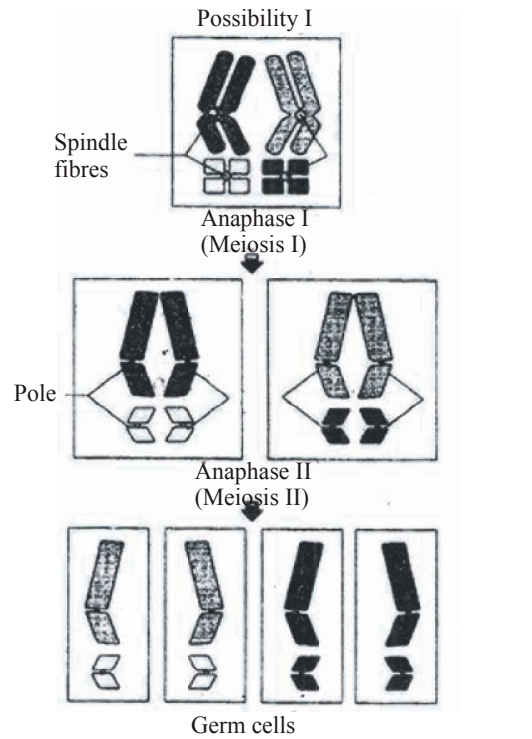 Possibility I
Spindle
fibres
Anaphase I
(Meiosis I)
Pole
Anaphase II
(Meiosis II)
Germ cells